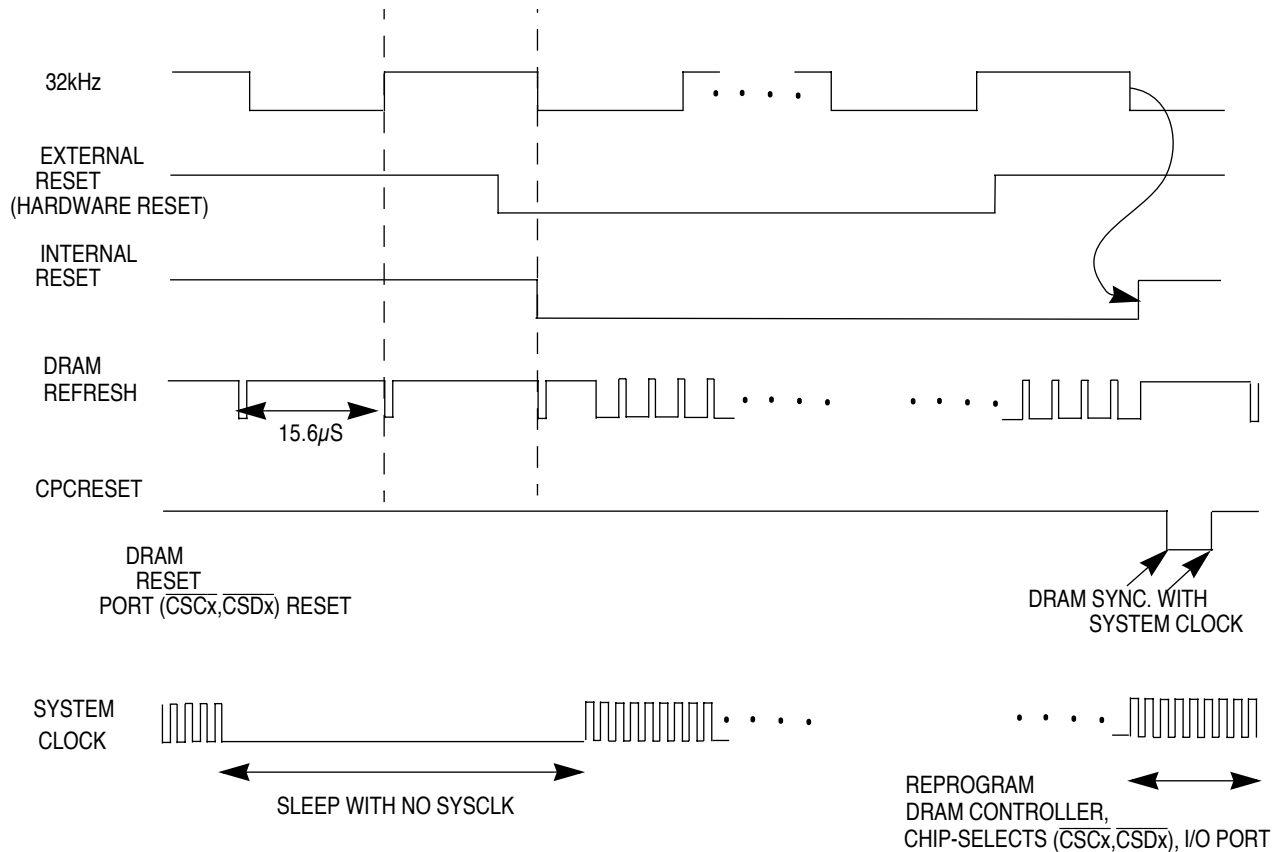 32kHz
EXTERNAL
RESET
(HARDWARE RESET)
INTERNAL
RESET
DRAM
REFRESH
15.6µS
CPCRESET
DRAM
RESET
PORT (CSCx,CSDx) RESET
DRAM SYNC. WITH
SYSTEM CLOCK
SYSTEM
CLOCK
SLEEP WITH NO SYSCLK
REPROGRAM
DRAM CONTROLLER,
CHIP-SELECTS (CSCx,CSDx), I/O PORT